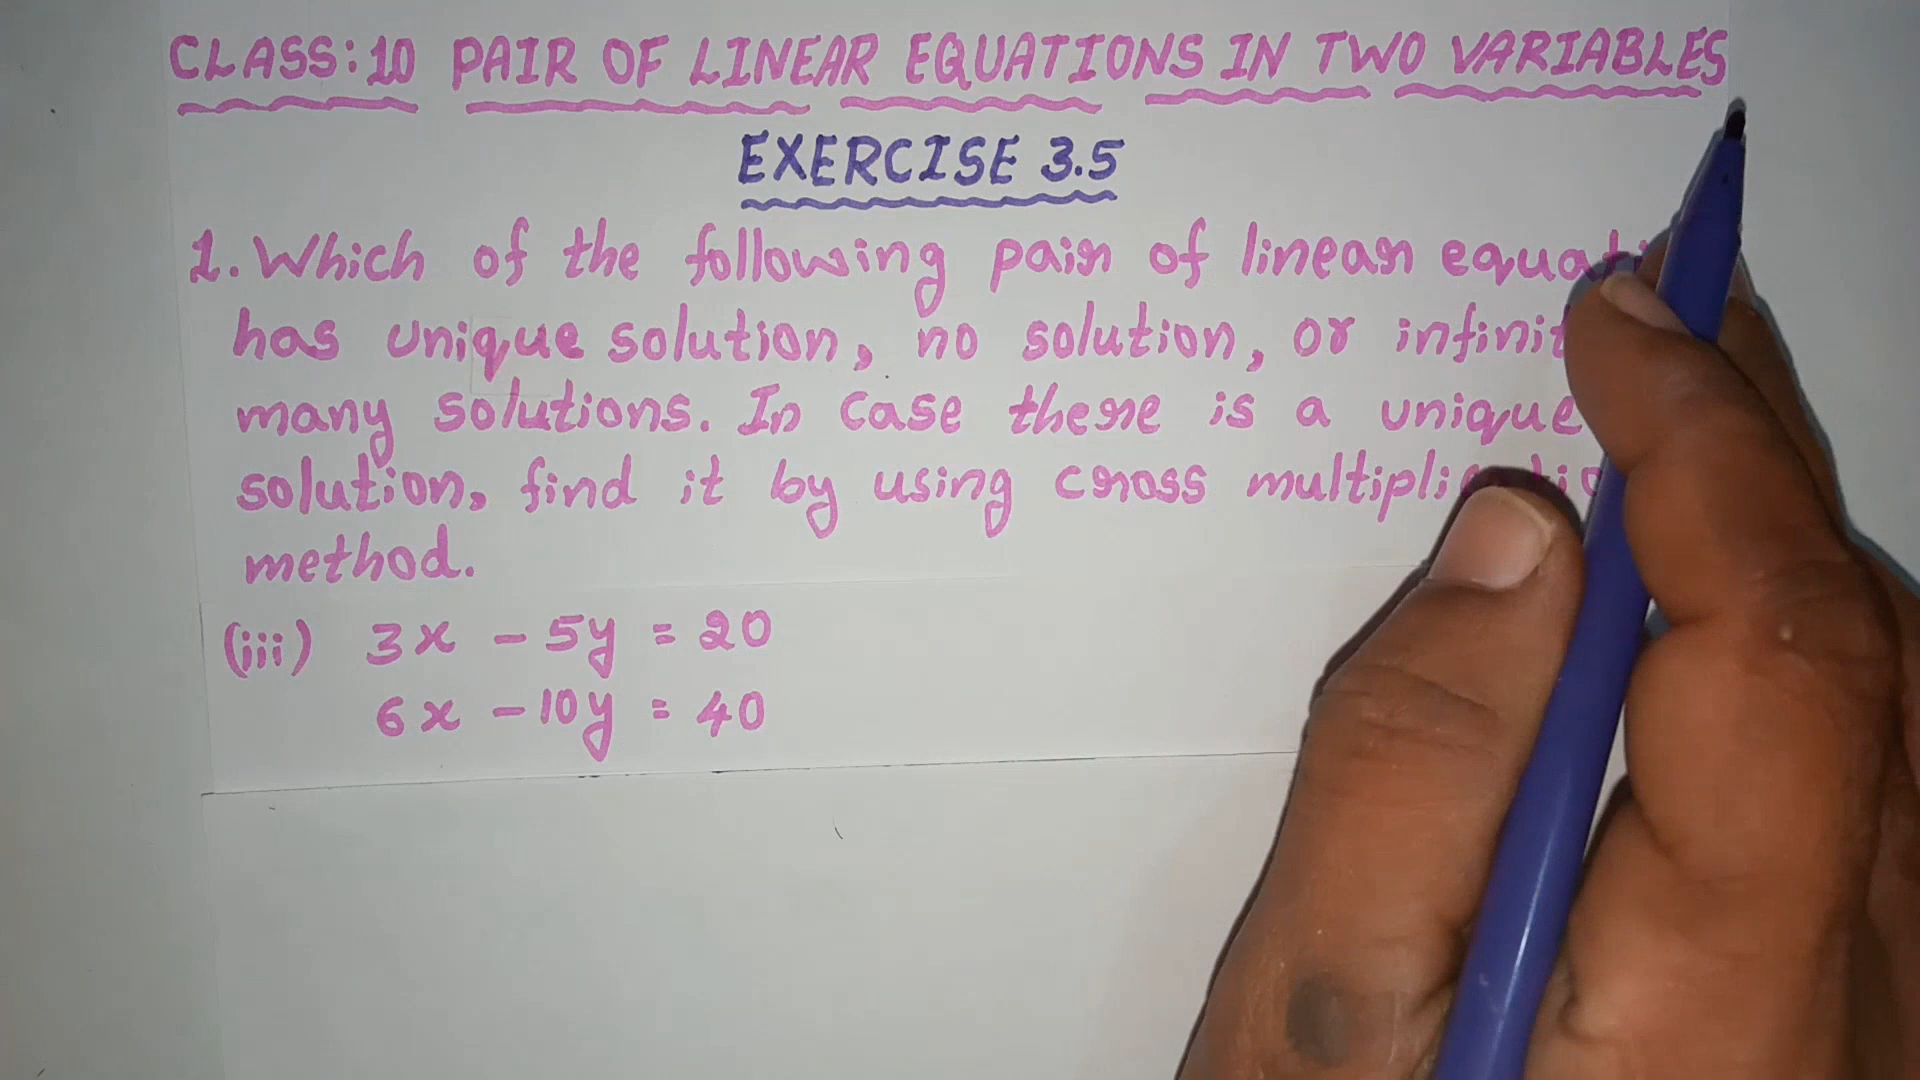 CLASS:10 PAIR OF LINEAR EQUATIONS IN TWO VARIABLES
EXERCISE 3.5
1. Which of the following pair of linear
has unique solution, no solution, or
many solutions. In case there is a unique
solution, find it by using cross
method.
(iii) 3x - 5y = 20
6x - 10y = 40